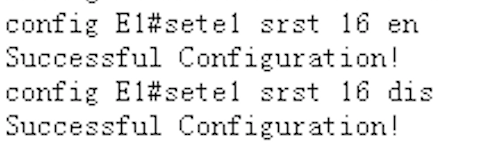 config E1#sete1 srst 16 en
Successful Configuration!
config E1#sete1 srst 16 dis
Successful Configuration!